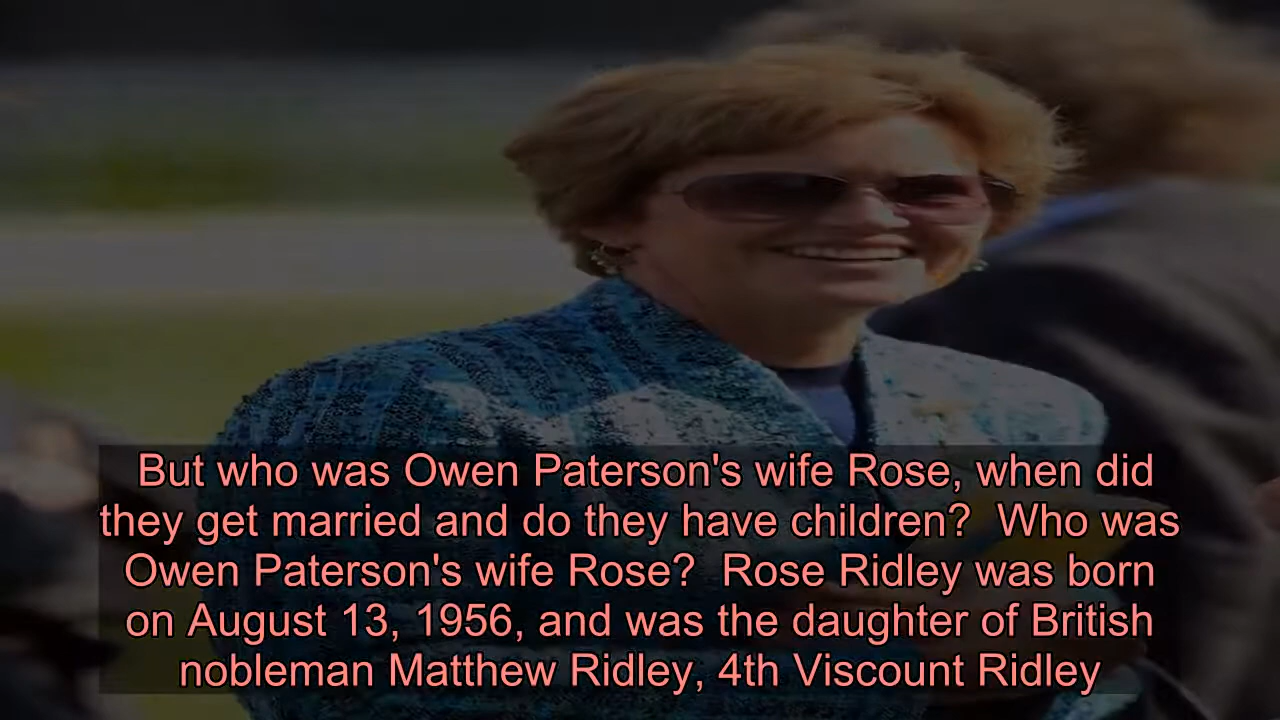 But who was Owen Paterson's wife Rose, when did
they get married and do they have children?  Who was
Owen Paterson's wife Rose?  Rose Ridley was born
on August 13, 1956, and was the daughter of British
nobleman Matthew Ridley, 4th Viscount Ridley